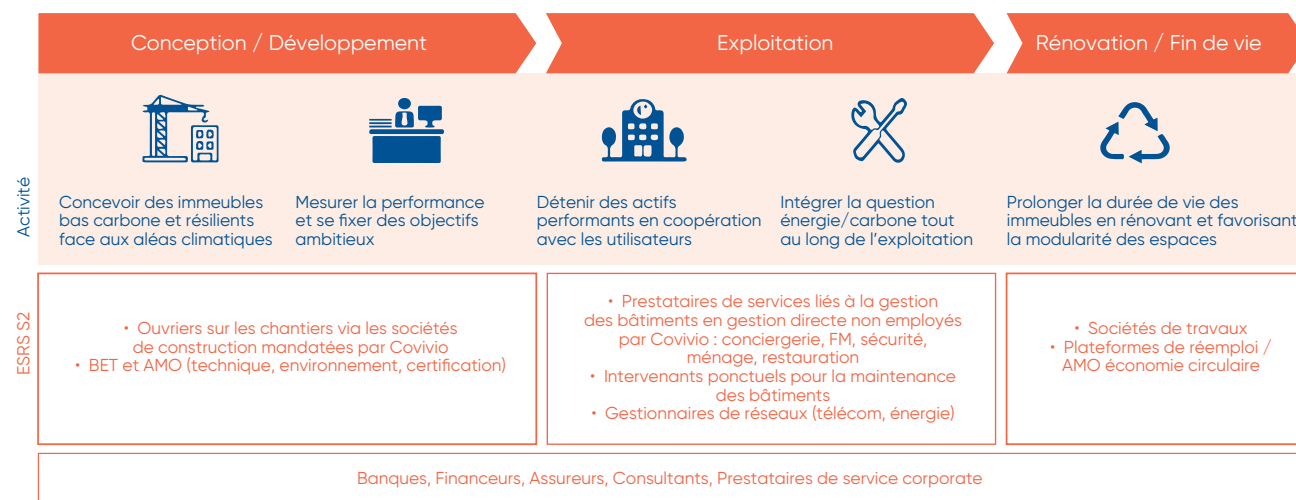 Conception / Développement
Exploitation
Rénovation / Fin de vie
Activité
Concevoir des immeubles
bas carbone et résilients
face aux aléas climatiques
Mesurer la performance
et se fixer des objectifs
ambitieux
Détenir des actifs
performants en coopération
avec les utilisateurs
Intégrer la question
énergie/carbone tout
au long de l'exploitation
Prolonger la durée de vie des
immeubles en rénovant et favorisant
la modularité des espaces
ESRS S2
• Ouvriers sur les chantiers via les sociétés
de construction mandatées par Covivio
• BET et AMO (technique, environnement, certification)
• Prestataires de services liés à la gestion
des bâtiments en gestion directe non employés
par Covivio : conciergerie, FM, sécurité,
ménage, restauration
• Intervenants ponctuels pour la maintenance
des bâtiments
• Gestionnaires de réseaux (télécom, énergie)
• Sociétés de travaux
• Plateformes de réemploi /
AMO économie circulaire
Banques, Financeurs, Assureurs, Consultants, Prestataires de service corporate